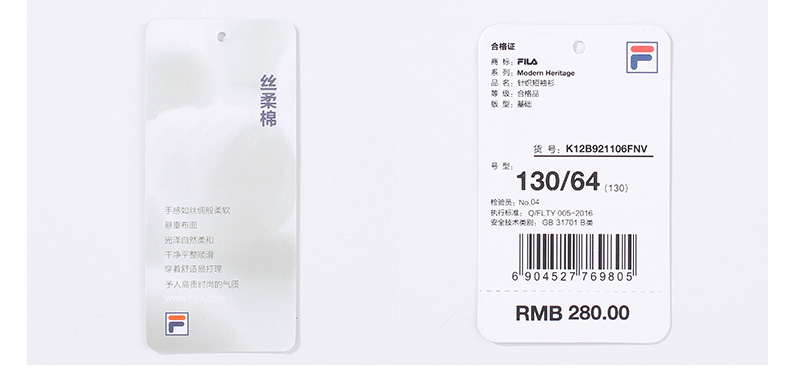 丝柔棉
手感如丝绸般柔软
悬垂布面
光泽自然柔和
干净平整顺滑
穿着舒适易打理
予人高贵时尚的气质
WWW.FILA.COM
合格证
商 标：FILA
系 列：Modern Heritage
品 名：针织短袖衫
等 级：合格品
版 型：基础
货 号：K12B921106FNV
号 型：
130/64 (130)
检验员：No.04
执行标准： Q/FLTY 005-2016
安全技术类别：GB 31701 B类
6 904527 769805
RMB 280.00